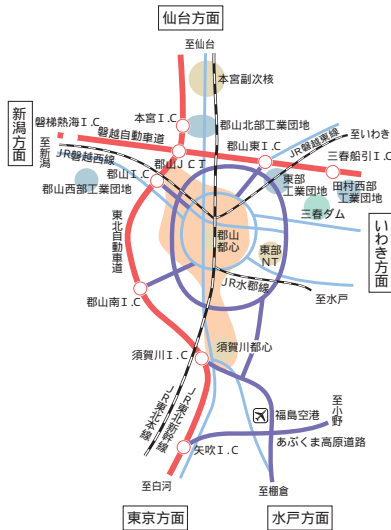 仙台方面
至仙台
本宮副次核
磐梯熱海I.C
本宮I.C
新潟方面
至新潟
磐越自動車道
郡山北部工業団地
JR磐越西線
郡山JCT
郡山東I.C
JR磐越東線
至いわき
三春船引I.C
郡山I.C
郡山西部工業団地
東部
工業団地
田村西部
工業団地
三春ダム
いわき方面
東北自動車道
郡山
都心
東部
NT
JR水郡線
至水戸
郡山南I.C
須賀川I.C
須賀川都心
JR東北本線
JR東北新幹線
福島空港
至小野
あぶくま高原道路
矢吹I.C
至白河
至棚倉
東京方面
水戸方面